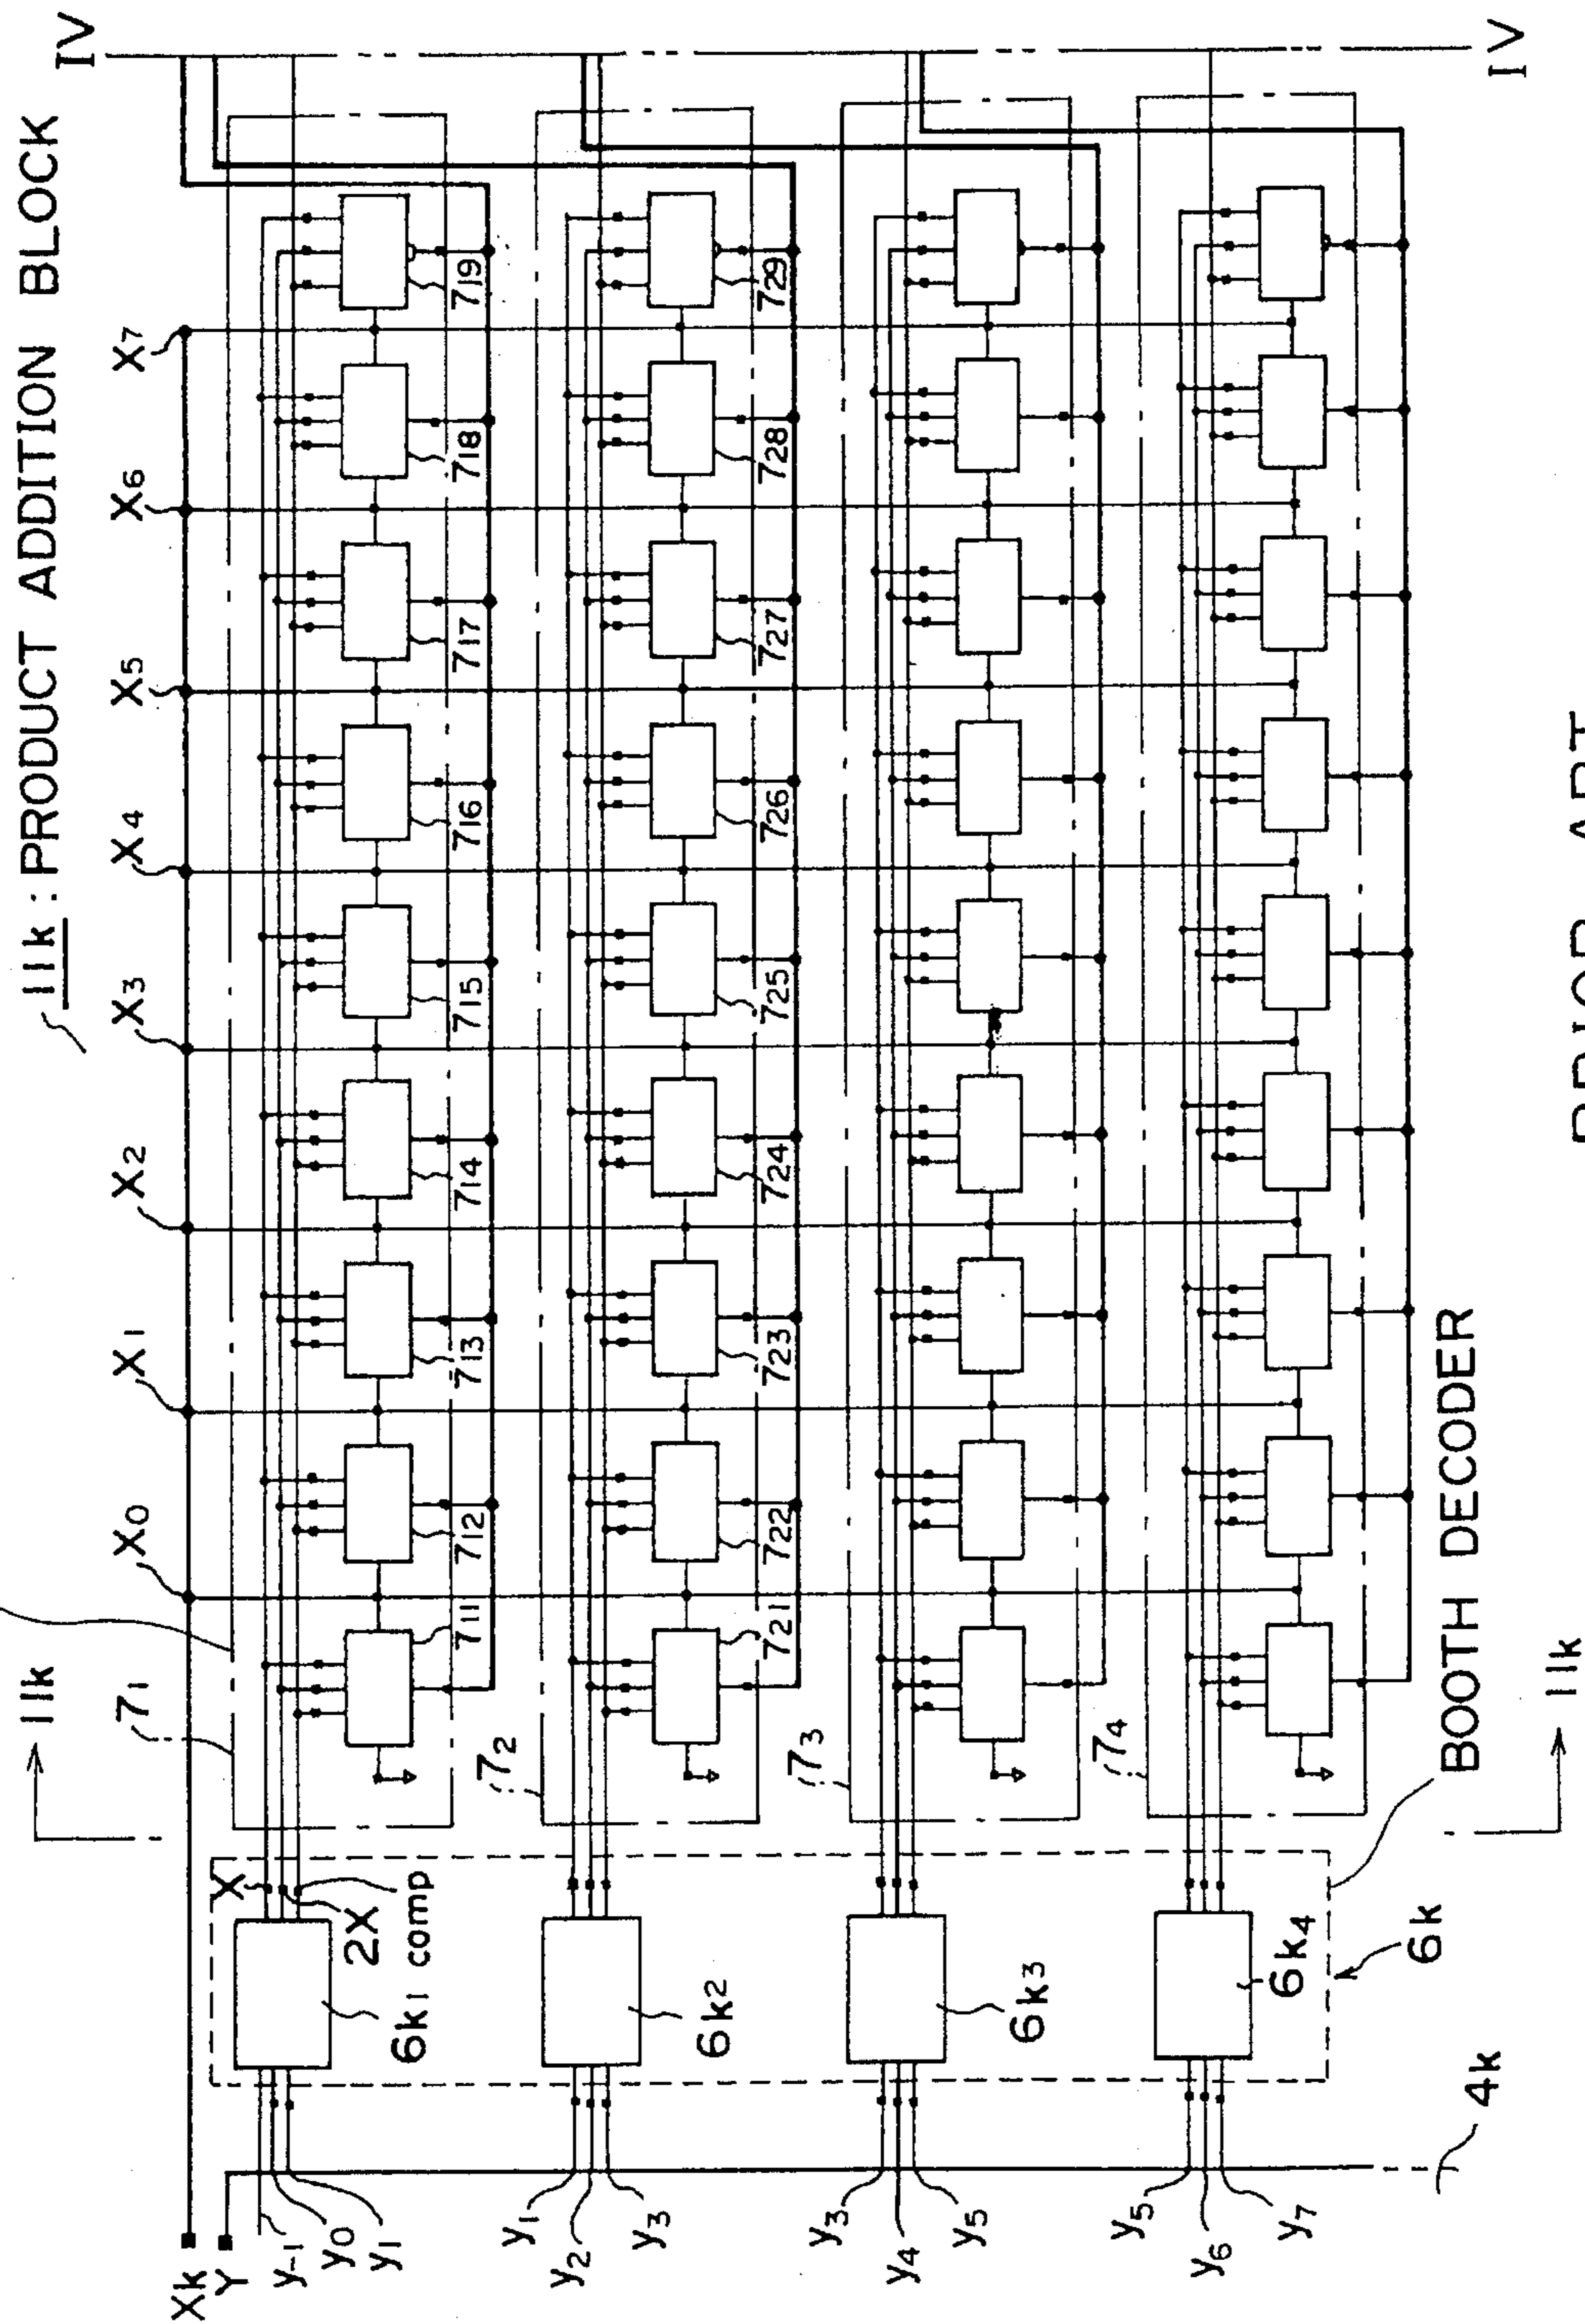 11k : PRODUCT ADDITION BLOCK
IV
X0
X1
X2
X3
X4
X5
X6
X7
11k
Xk
Y
y-1
y0
y1
X
2X
comp
6k1
71
711
712
713
714
715
716
717
718
719
y1
y2
y3
6k2
72
721
722
723
724
725
726
727
728
729
y3
y4
y5
6k3
73
y5
y6
y7
6k4
74
4k
6k
BOOTH DECODER
11k
IV
PRIOR ART